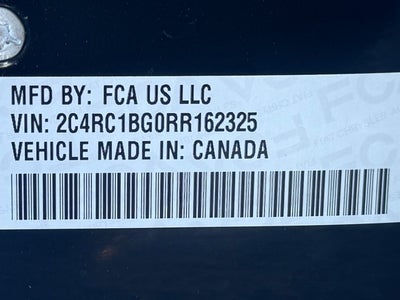 MFD BY: FCA US LLC
VIN: 2C4RC1BG0RR162325
VEHICLE MADE IN: CANADA